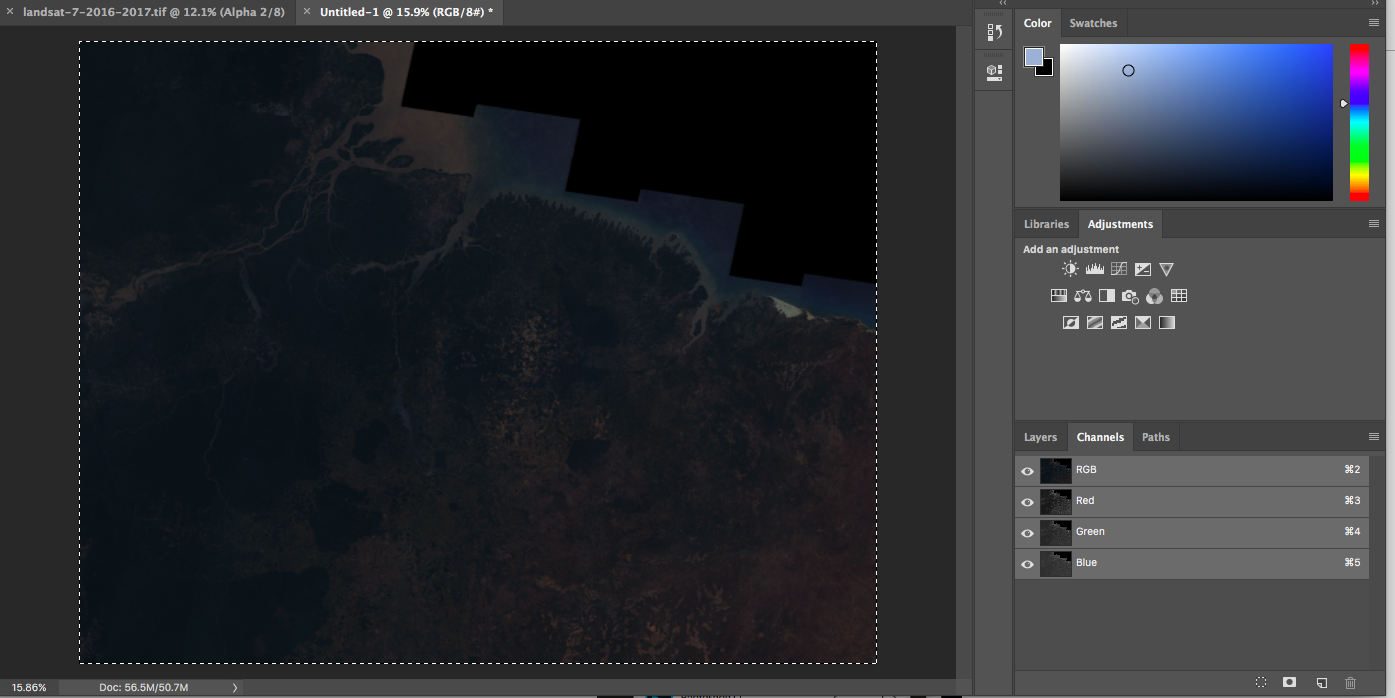 landsat-7-2016-2017.tif @ 12.1% (Alpha 2/8)
Untitled-1 @ 15.9% (RGB/8#) *
Color
Swatches
Libraries
Adjustments
Add an adjustment
Layers
Channels
Paths
RGB
⌘2
Red
⌘3
Green
⌘4
Blue
⌘5
15.86%
Doc: 56.5M/50.7M